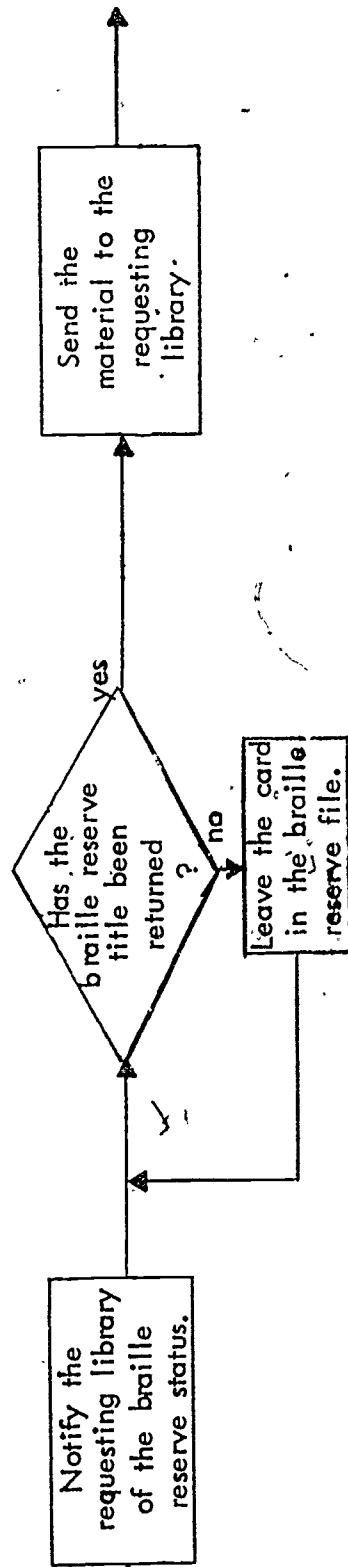 Notify the
requesting library
of the braille
reserve status.
Has the
braille reserve
title been
returned
?
yes
no
Leave the card
in the braille
reserve file.
Send the
material to the
requesting
library.